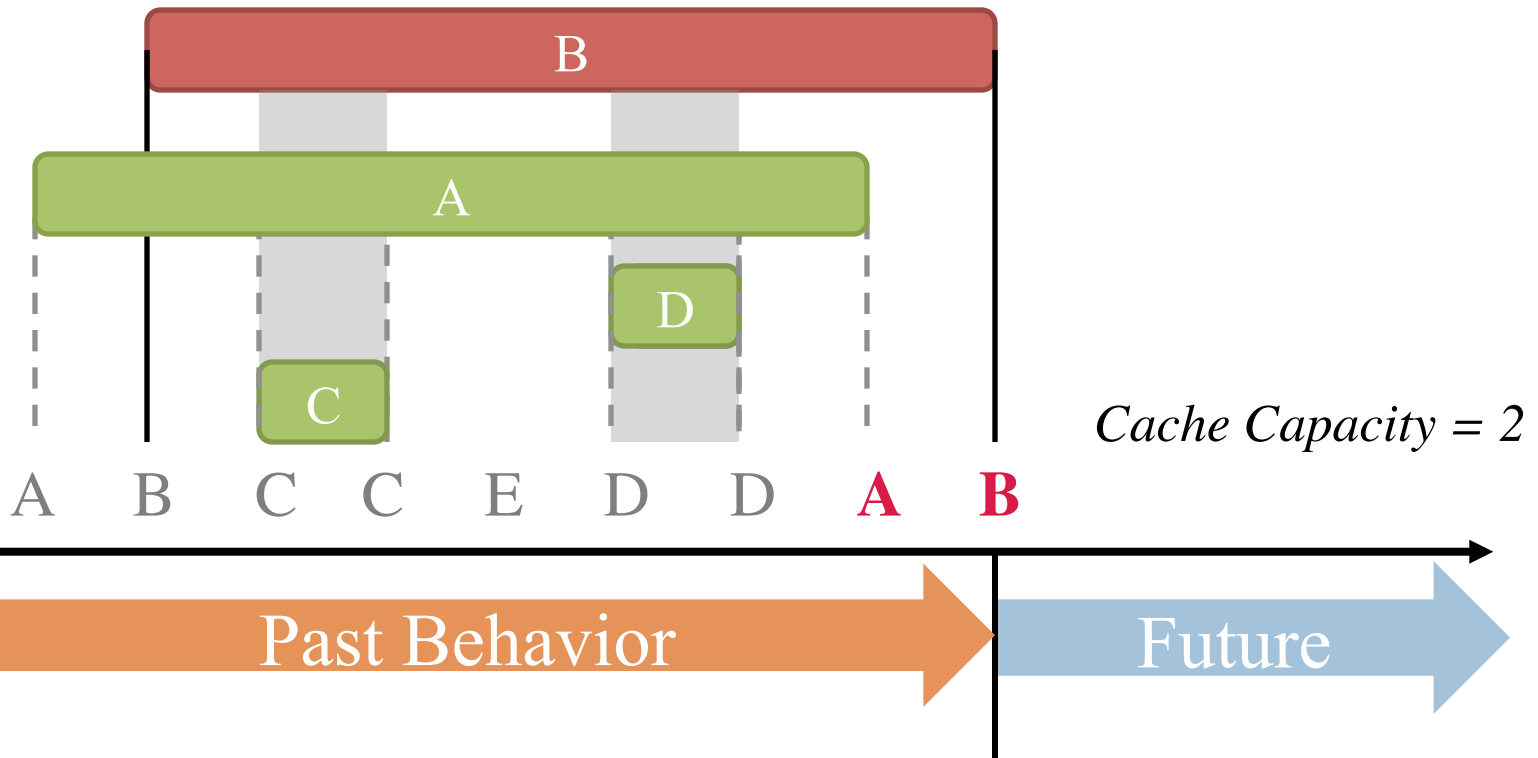 B
A
D
C
Cache Capacity = 2
A B C C E D D A B
Past Behavior
Future